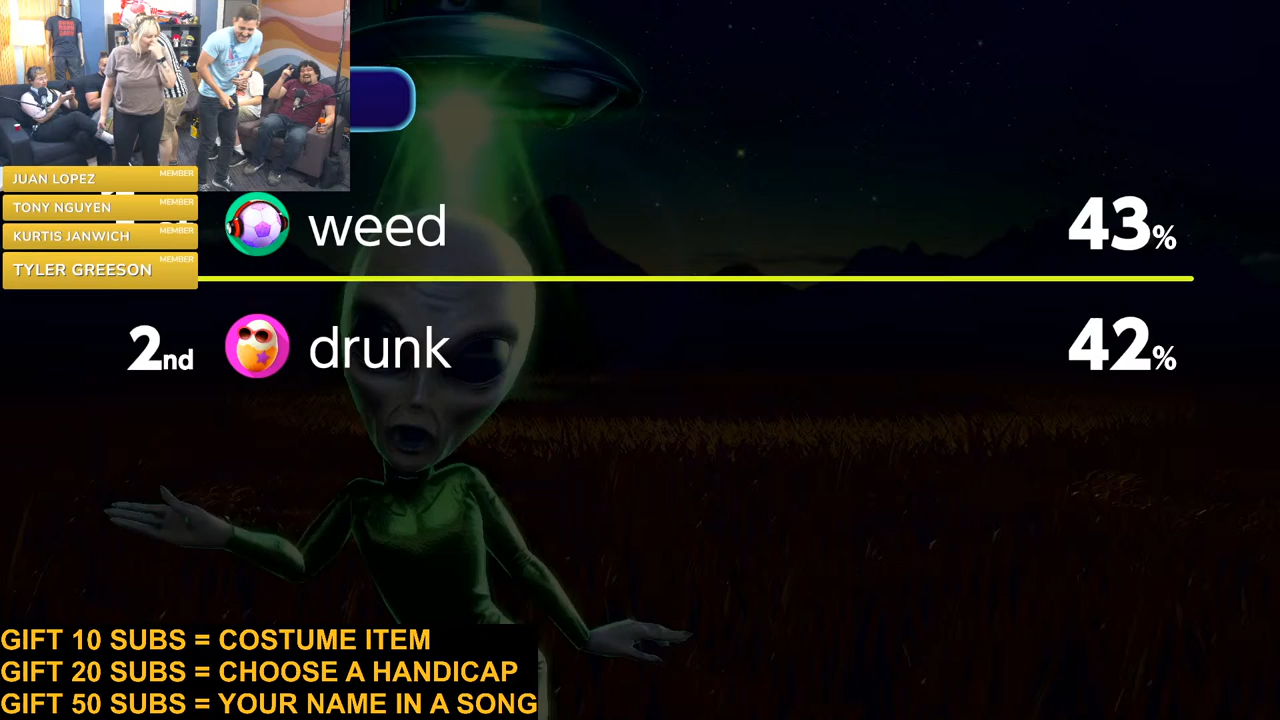 JUAN LOPEZ MEMBER
TONY NGUYEN MEMBER
KURTIS JANWICH MEMBER
TYLER GREESON MEMBER
weed 43%
2nd drunk 42%
GIFT 10 SUBS = COSTUME ITEM
GIFT 20 SUBS = CHOOSE A HANDICAP
GIFT 50 SUBS = YOUR NAME IN A SONG